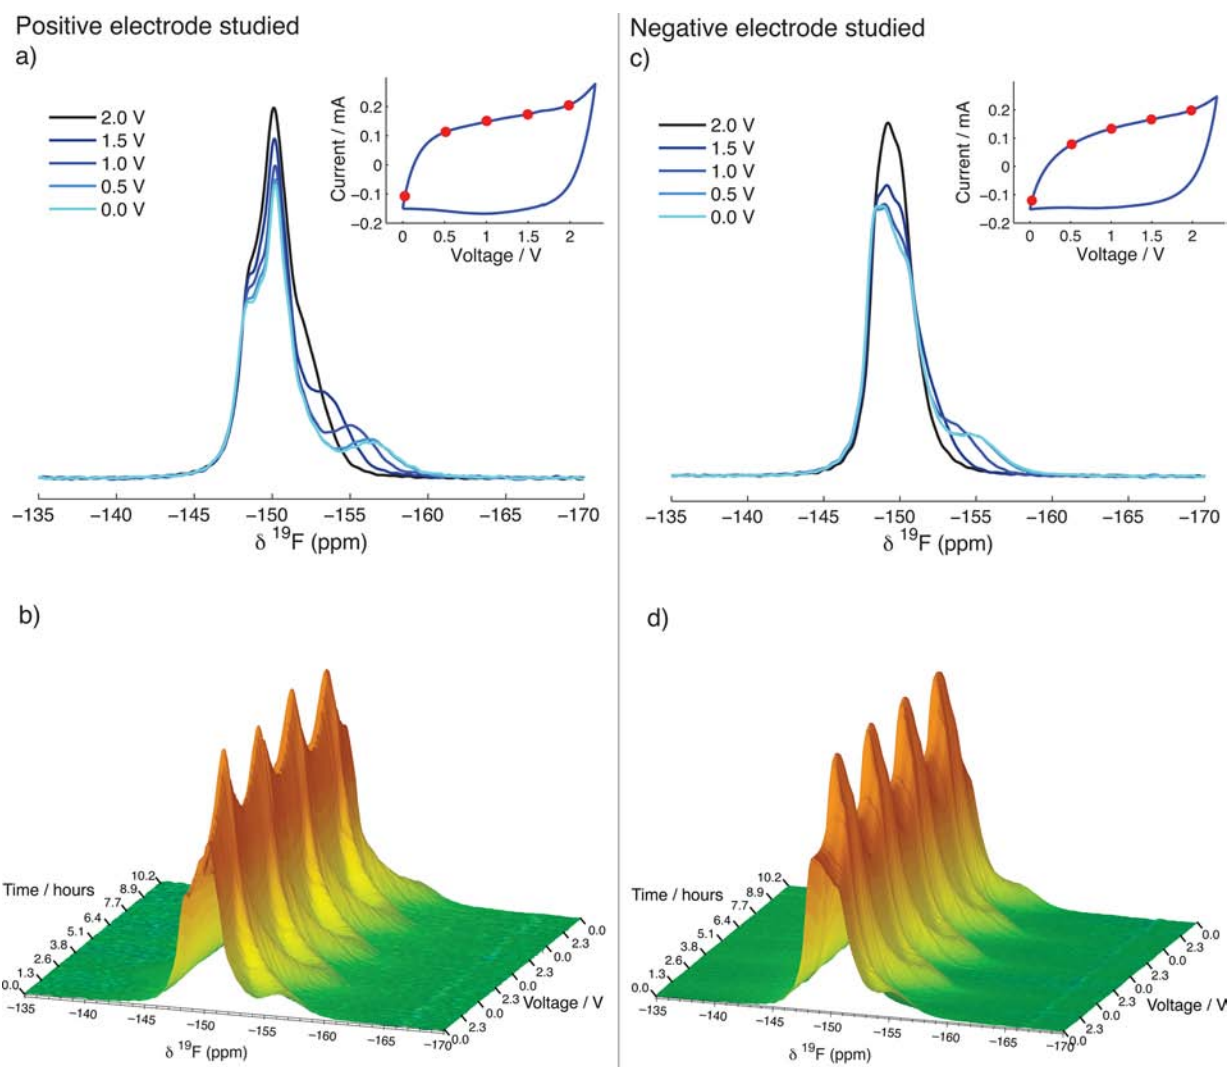 Positive electrode studied
a)
2.0 V
1.5 V
1.0 V
0.5 V
0.0 V
Current / mA
0.2
0.1
0
−0.1
−0.2
0 0.5 1 1.5 2
Voltage / V
−135 −140 −145 −150 −155 −160 −165 −170
δ 19F (ppm)
Negative electrode studied
c)
2.0 V
1.5 V
1.0 V
0.5 V
0.0 V
Current / mA
0.2
0.1
0
−0.1
−0.2
0 0.5 1 1.5 2
Voltage / V
−135 −140 −145 −150 −155 −160 −165 −170
δ 19F (ppm)
b)
Time / hours
10.2
8.9
7.7
6.4
5.1
3.8
2.6
1.3
0.0
−135 −140 −145 −150 −155 −160 −165 −170
δ 19F (ppm)
0.0
2.3
0.0
2.3
0.0
2.3
0.0
2.3
0.0
Voltage / V
d)
Time / hours
10.2
8.9
7.7
6.4
5.1
3.8
2.6
1.3
0.0
−135 −140 −145 −150 −155 −160 −165 −170
δ 19F (ppm)
0.0
2.3
0.0
2.3
0.0
2.3
0.0
2.3
0.0
Voltage / V